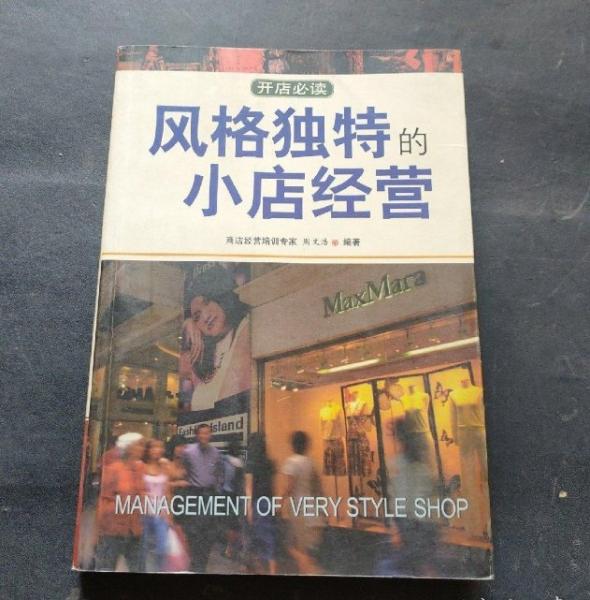 开店必读
风格独特的
小店经营
商店经营培训专家 周文浩 编著
MaxMara
Fashion Island
MANAGEMENT OF VERY STYLE SHOP